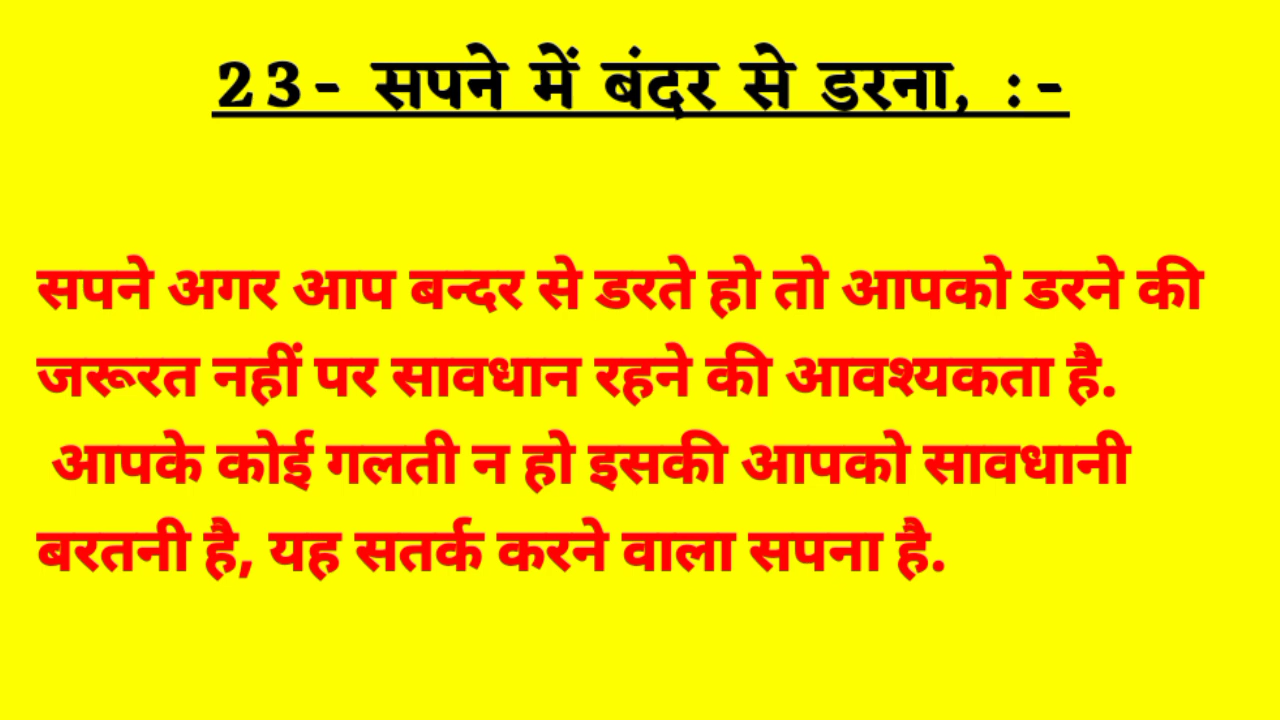 23- सपने में बंदर से डरना, :-
सपने अगर आप बन्दर से डरते हो तो आपको डरने की
जरूरत नहीं पर सावधान रहने की आवश्यकता है.
आपके कोई गलती न हो इसकी आपको सावधानी
बरतनी है, यह सतर्क करने वाला सपना है.